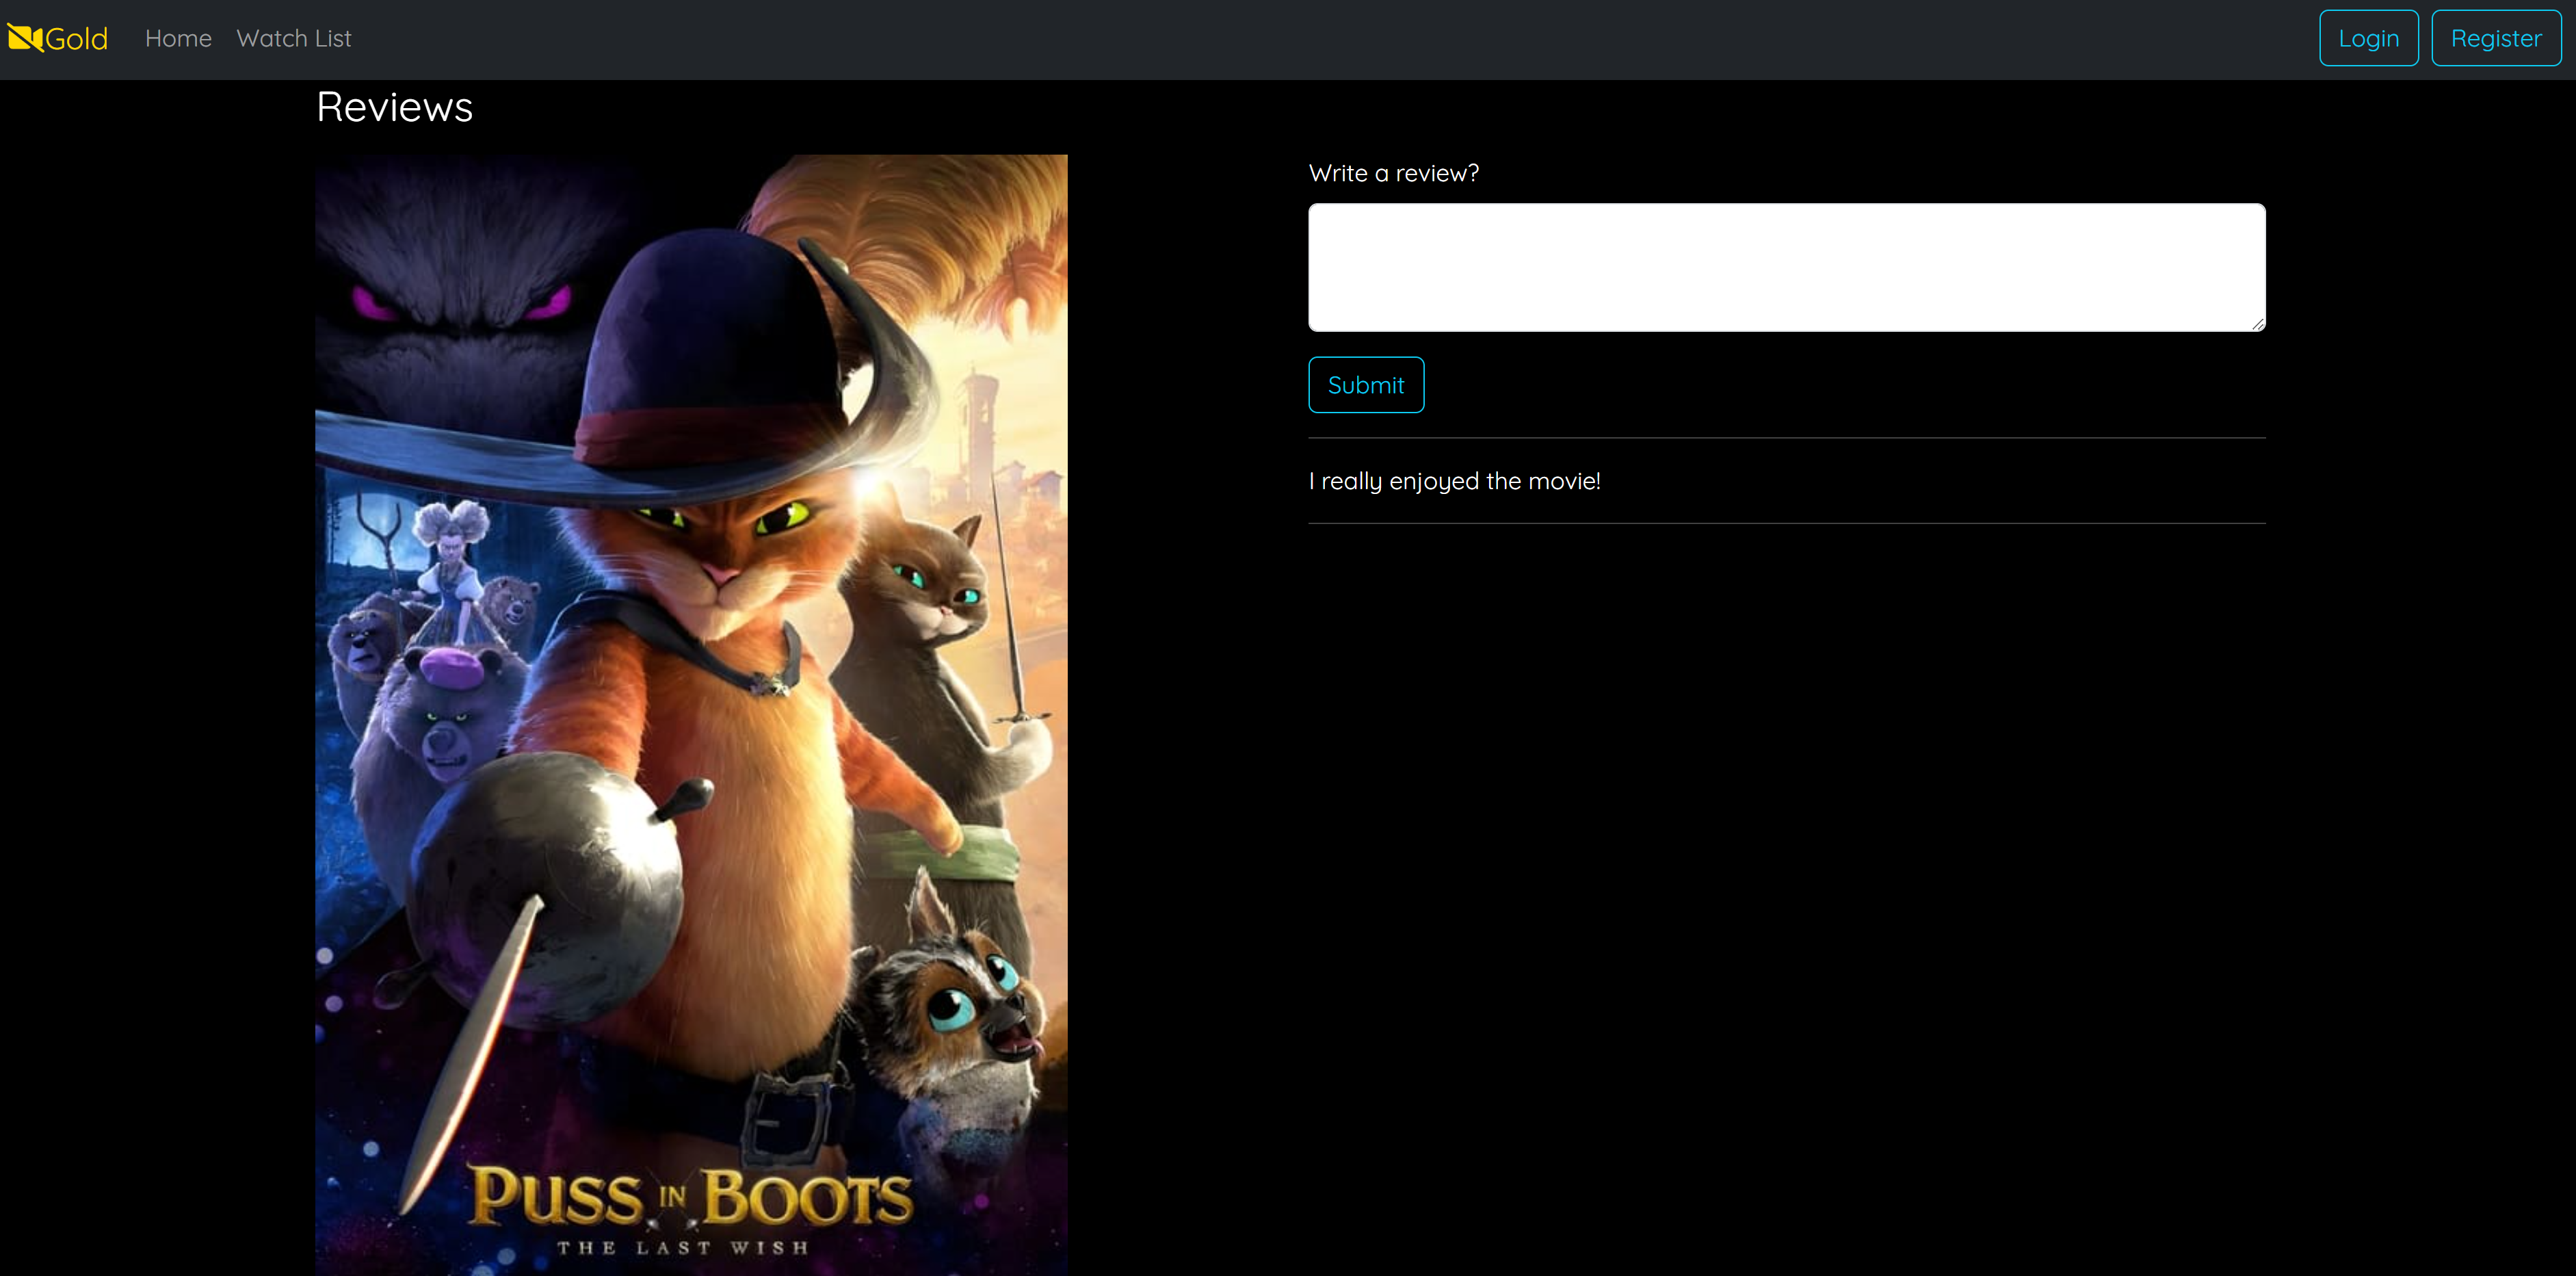 Gold Home Watch List Login Register
Reviews
Write a review?
Submit
I really enjoyed the movie!
PUSS IN BOOTS
THE LAST WISH